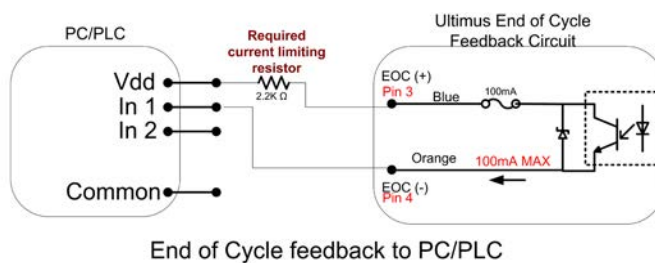 PC/PLC
Vdd
In 1
In 2
Common
Required
current limiting
resistor
2.2K Ω
Ultimus End of Cycle
Feedback Circuit
EOC (+)
Pin 3
Blue
100mA
Orange
100mA MAX
EOC (-)
Pin 4
End of Cycle feedback to PC/PLC